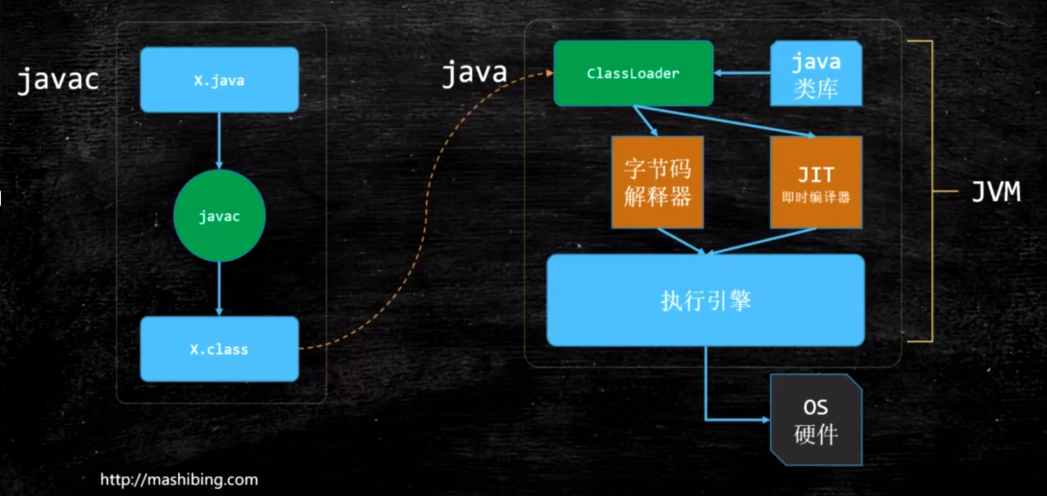 javac
X.java
javac
X.class
java
ClassLoader
java
类库
字节码
解释器
JIT
即时编译器
执行引擎
JVM
OS
硬件
http://mashibing.com